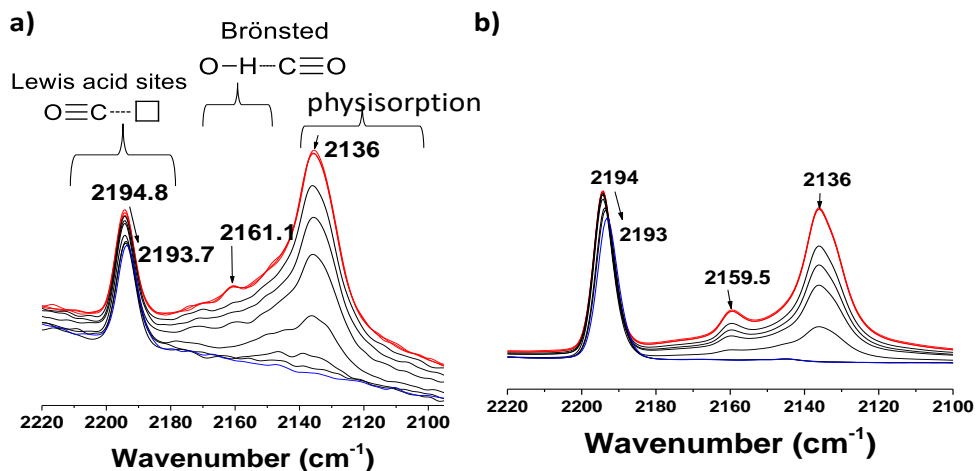 a)
Brönsted
O–H----C≡O
Lewis acid sites
O≡C----□
physisorption
2136
2194.8
2161.1
2193.7
2220 2200 2180 2160 2140 2120 2100
Wavenumber (cm⁻¹)
b)
2194
2136
2193
2159.5
2220 2200 2180 2160 2140 2120 2100
Wavenumber (cm⁻¹)